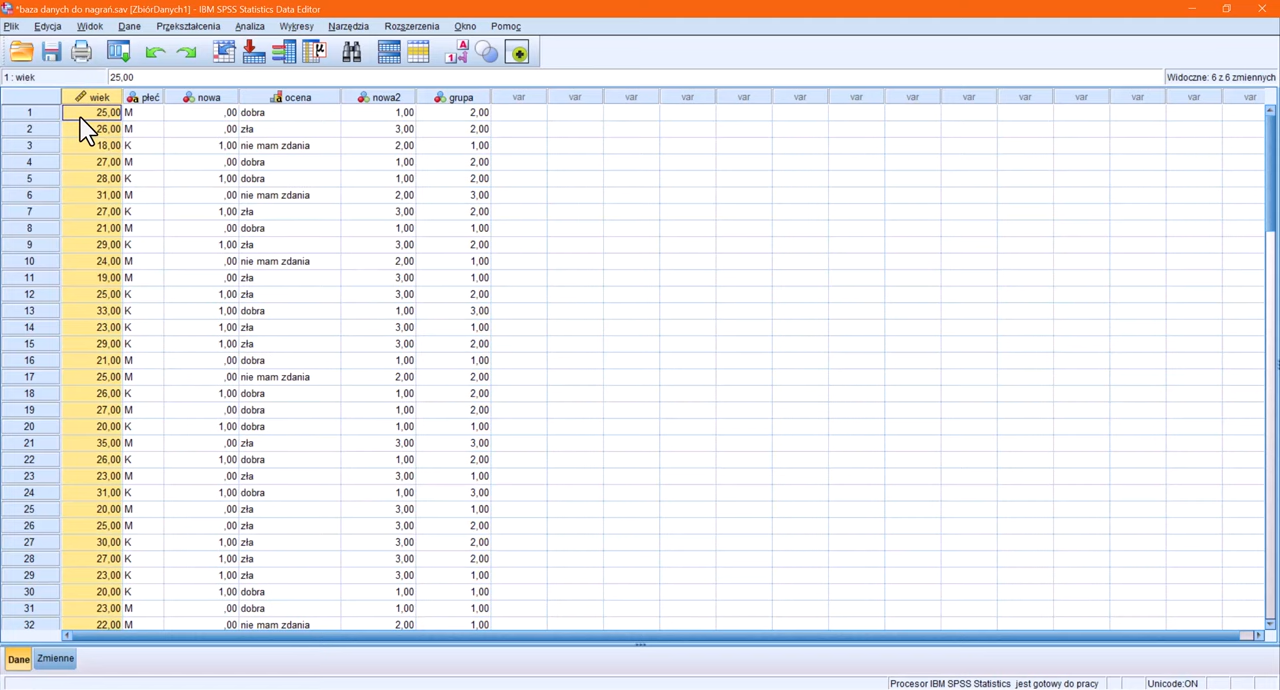 *baza danych do nagrań.sav [ZbiórDanych1] - IBM SPSS Statistics Data Editor
Plik Edycja Widok Dane Przekształcenia Analiza Wykresy Narzędzia Rozszerzenia Okno Pomoc
1 : wiek 25,00 Widoczne: 6 z 6 zmiennych
wiek płeć nowa ocena nowa2 grupa var var var var var var var var var var var var var var
1 25,00 M ,00 dobra 1,00 2,00
2 26,00 M ,00 zła 3,00 2,00
3 18,00 K 1,00 nie mam zdania 2,00 1,00
4 27,00 M ,00 dobra 1,00 2,00
5 28,00 K 1,00 dobra 1,00 2,00
6 31,00 M ,00 nie mam zdania 2,00 3,00
7 27,00 K 1,00 zła 3,00 2,00
8 21,00 M ,00 dobra 1,00 1,00
9 29,00 K 1,00 zła 3,00 2,00
10 24,00 M ,00 nie mam zdania 2,00 1,00
11 19,00 M ,00 zła 3,00 1,00
12 25,00 K 1,00 zła 3,00 2,00
13 33,00 K 1,00 dobra 1,00 3,00
14 23,00 K 1,00 zła 3,00 1,00
15 29,00 K 1,00 zła 3,00 2,00
16 21,00 M ,00 dobra 1,00 1,00
17 25,00 M ,00 nie mam zdania 2,00 2,00
18 26,00 K 1,00 dobra 1,00 2,00
19 27,00 M ,00 dobra 1,00 2,00
20 20,00 K 1,00 dobra 1,00 1,00
21 35,00 M ,00 zła 3,00 3,00
22 26,00 K 1,00 dobra 1,00 2,00
23 23,00 M ,00 zła 3,00 1,00
24 31,00 K 1,00 dobra 1,00 3,00
25 20,00 M ,00 zła 3,00 1,00
26 25,00 M ,00 zła 3,00 2,00
27 30,00 K 1,00 zła 3,00 2,00
28 27,00 K 1,00 zła 3,00 2,00
29 23,00 K 1,00 zła 3,00 1,00
30 20,00 K 1,00 dobra 1,00 1,00
31 23,00 M ,00 dobra 1,00 1,00
32 22,00 M ,00 nie mam zdania 2,00 1,00
Dane Zmienne
Procesor IBM SPSS Statistics jest gotowy do pracy Unicode:ON